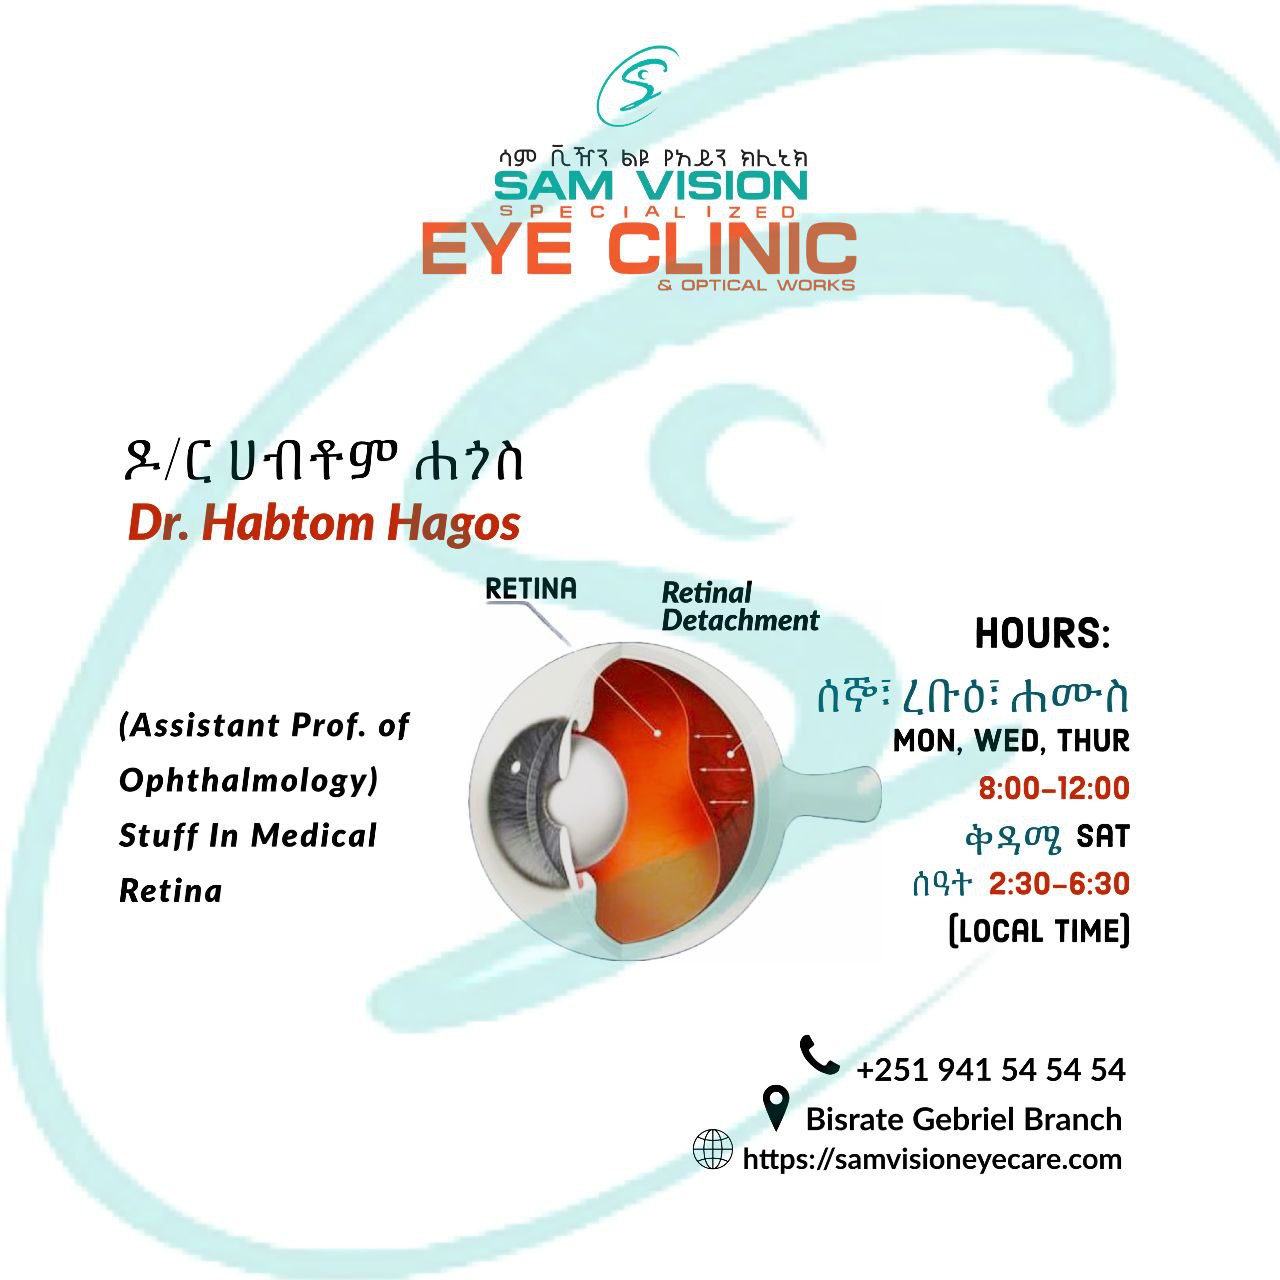 ሳም ቪዥን ልዩ የአይን ክሊኒክ
SAM VISION
SPECIALIZED
EYE CLINIC
& OPTICAL WORKS
ዶ/ር ሀብቶም ሐጎስ
Dr. Habtom Hagos
RETINA
Retinal
Detachment
(Assistant Prof. of
Ophthalmology)
Stuff In Medical
Retina
HOURS:
ሰኞ፣ ረቡዕ፣ ሐሙስ
MON, WED, THUR
8:00-12:00
ቅዳሜ SAT
ሰዓት 2:30-6:30
(LOCAL TIME)
+251 941 54 54 54
Bisrate Gebriel Branch
https://samvisioneyecare.com